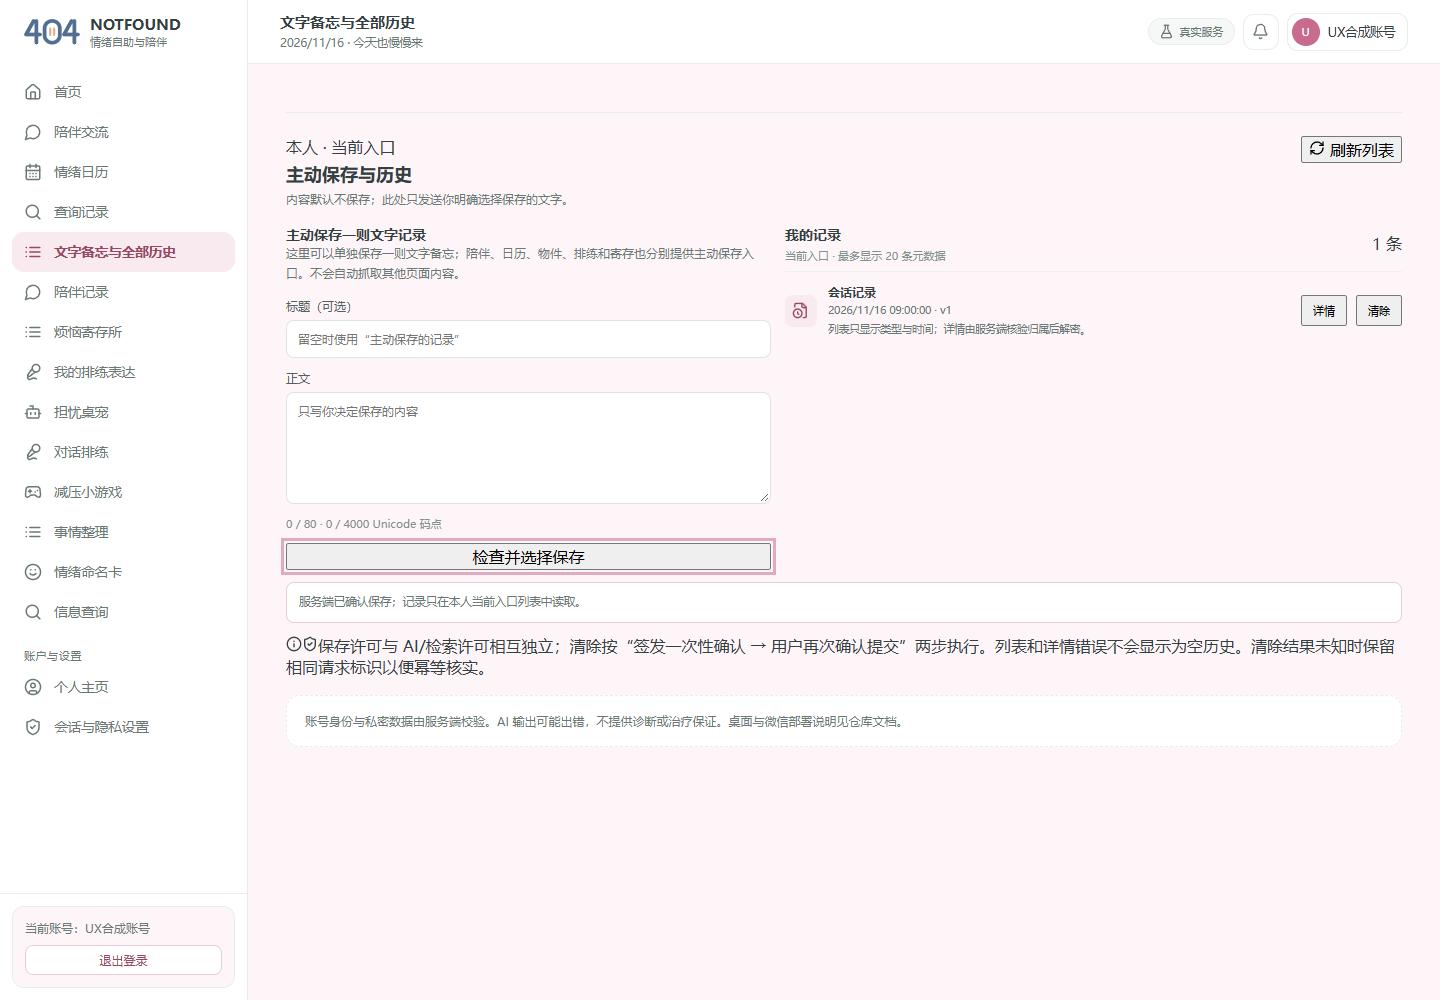 404 NOTFOUND
情绪自助与陪伴
首页
陪伴交流
情绪日历
查询记录
文字备忘与全部历史
陪伴记录
烦恼寄存所
我的排练表达
担忧桌宠
对话排练
减压小游戏
事情整理
情绪命名卡
信息查询
账户与设置
个人主页
会话与隐私设置
当前账号：UX合成账号
退出登录
文字备忘与全部历史
2026/11/16 · 今天也慢慢来
真实服务
U
UX合成账号
本人 · 当前入口
主动保存与历史
内容默认不保存；此处只发送你明确选择保存的文字。
刷新列表
主动保存一则文字记录
这里可以单独保存一则文字备忘；陪伴、日历、物件、排练和寄存也分别提供主动保存入
口。不会自动抓取其他页面内容。
标题（可选）
留空时使用“主动保存的记录”
正文
只写你决定保存的内容
0 / 80 · 0 / 4000 Unicode 码点
检查并选择保存
我的记录
当前入口 · 最多显示 20 条元数据
1 条
会话记录
2026/11/16 09:00:00 · v1
列表只显示类型与时间；详情由服务端核验归属后解密。
详情
清除
服务端已确认保存；记录只在本人当前入口列表中读取。
保存许可与 AI/检索许可相互独立；清除按“签发一次性确认 → 用户再次确认提交”两步执行。列表和详情错误不会显示为空历史。清除结果未知时保留
相同请求标识以便幂等核实。
账号身份与私密数据由服务端校验。AI 输出可能出错，不提供诊断或治疗保证。桌面与微信部署说明见仓库文档。